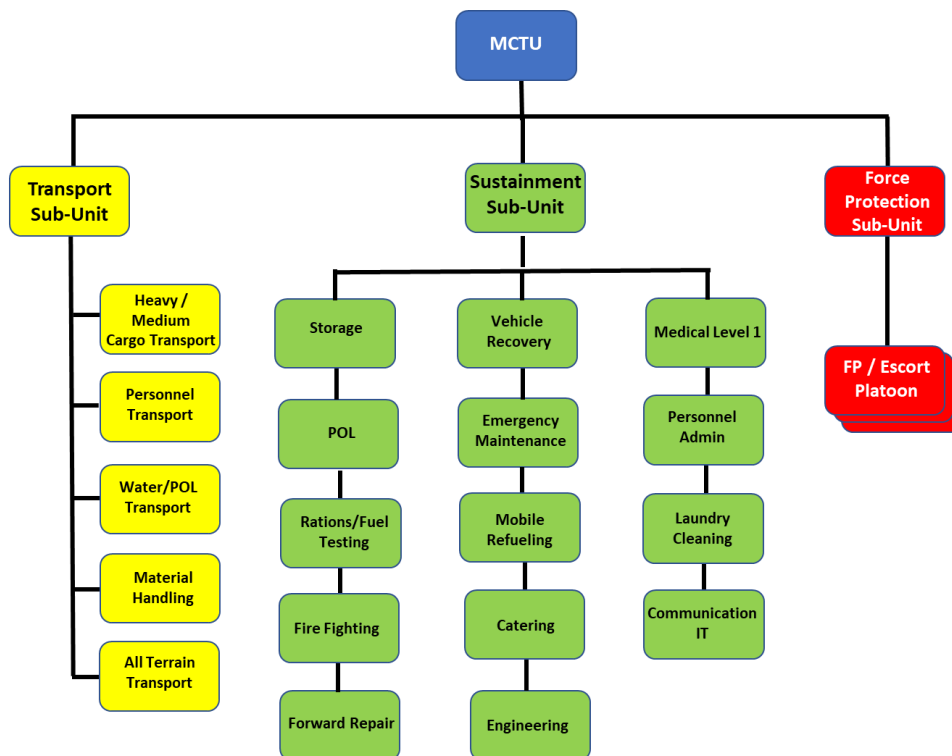 MCTU
Transport
Sub-Unit
Sustainment
Sub-Unit
Force
Protection
Sub-Unit
Heavy /
Medium
Cargo Transport
Personnel
Transport
Water/POL
Transport
Material
Handling
All Terrain
Transport
Storage
POL
Rations/Fuel
Testing
Fire Fighting
Forward Repair
Vehicle
Recovery
Emergency
Maintenance
Mobile
Refueling
Catering
Engineering
Medical Level 1
Personnel
Admin
Laundry
Cleaning
Communication
IT
FP / Escort
Platoon